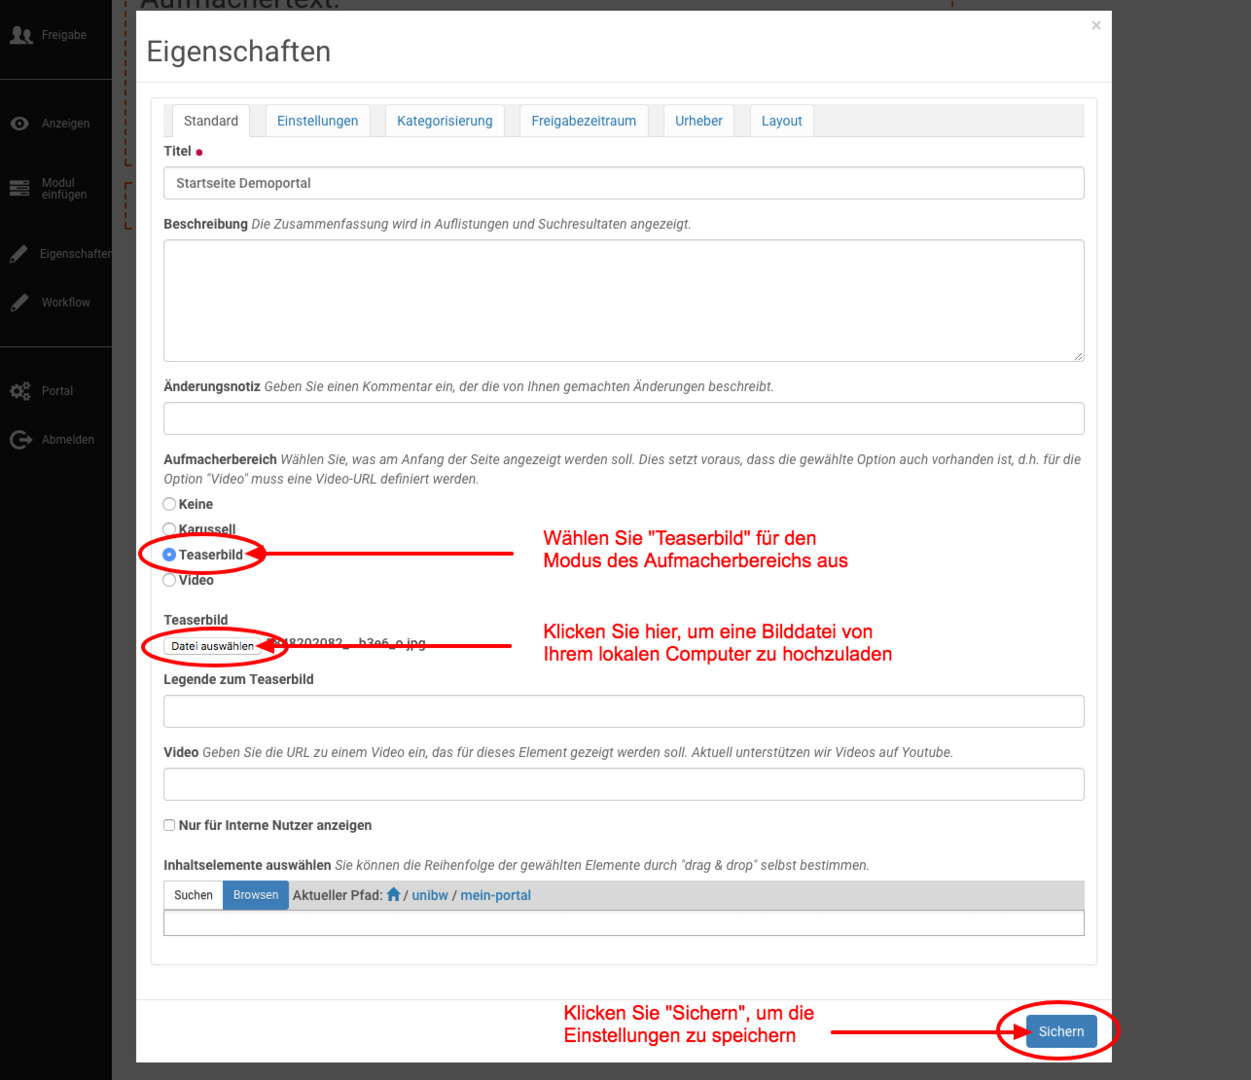 Aufmachertext.
×
Eigenschaften
Freigabe
Anzeigen
Modul
einfügen
Eigenschaften
Workflow
Portal
Abmelden
Standard
Einstellungen
Kategorisierung
Freigabezeitraum
Urheber
Layout
Titel
Startseite Demoportal
Beschreibung Die Zusammenfassung wird in Auflistungen und Suchresultaten angezeigt.
Änderungsnotiz Geben Sie einen Kommentar ein, der die von Ihnen gemachten Änderungen beschreibt.
Aufmacherbereich Wählen Sie, was am Anfang der Seite angezeigt werden soll. Dies setzt voraus, dass die gewählte Option auch vorhanden ist, d.h. für die
Option "Video" muss eine Video-URL definiert werden.
Keine
Karussell
Teaserbild
Video
Wählen Sie "Teaserbild" für den
Modus des Aufmacherbereichs aus
Teaserbild
Datei auswählen
Klicken Sie hier, um eine Bilddatei von
Ihrem lokalen Computer zu hochzuladen
Legende zum Teaserbild
Video Geben Sie die URL zu einem Video ein, das für dieses Element gezeigt werden soll. Aktuell unterstützen wir Videos auf Youtube.
Nur für Interne Nutzer anzeigen
Inhaltselemente auswählen Sie können die Reihenfolge der gewählten Elemente durch "drag & drop" selbst bestimmen.
Suchen Browsen Aktueller Pfad: / unibw / mein-portal
Klicken Sie "Sichern", um die
Einstellungen zu speichern
Sichern